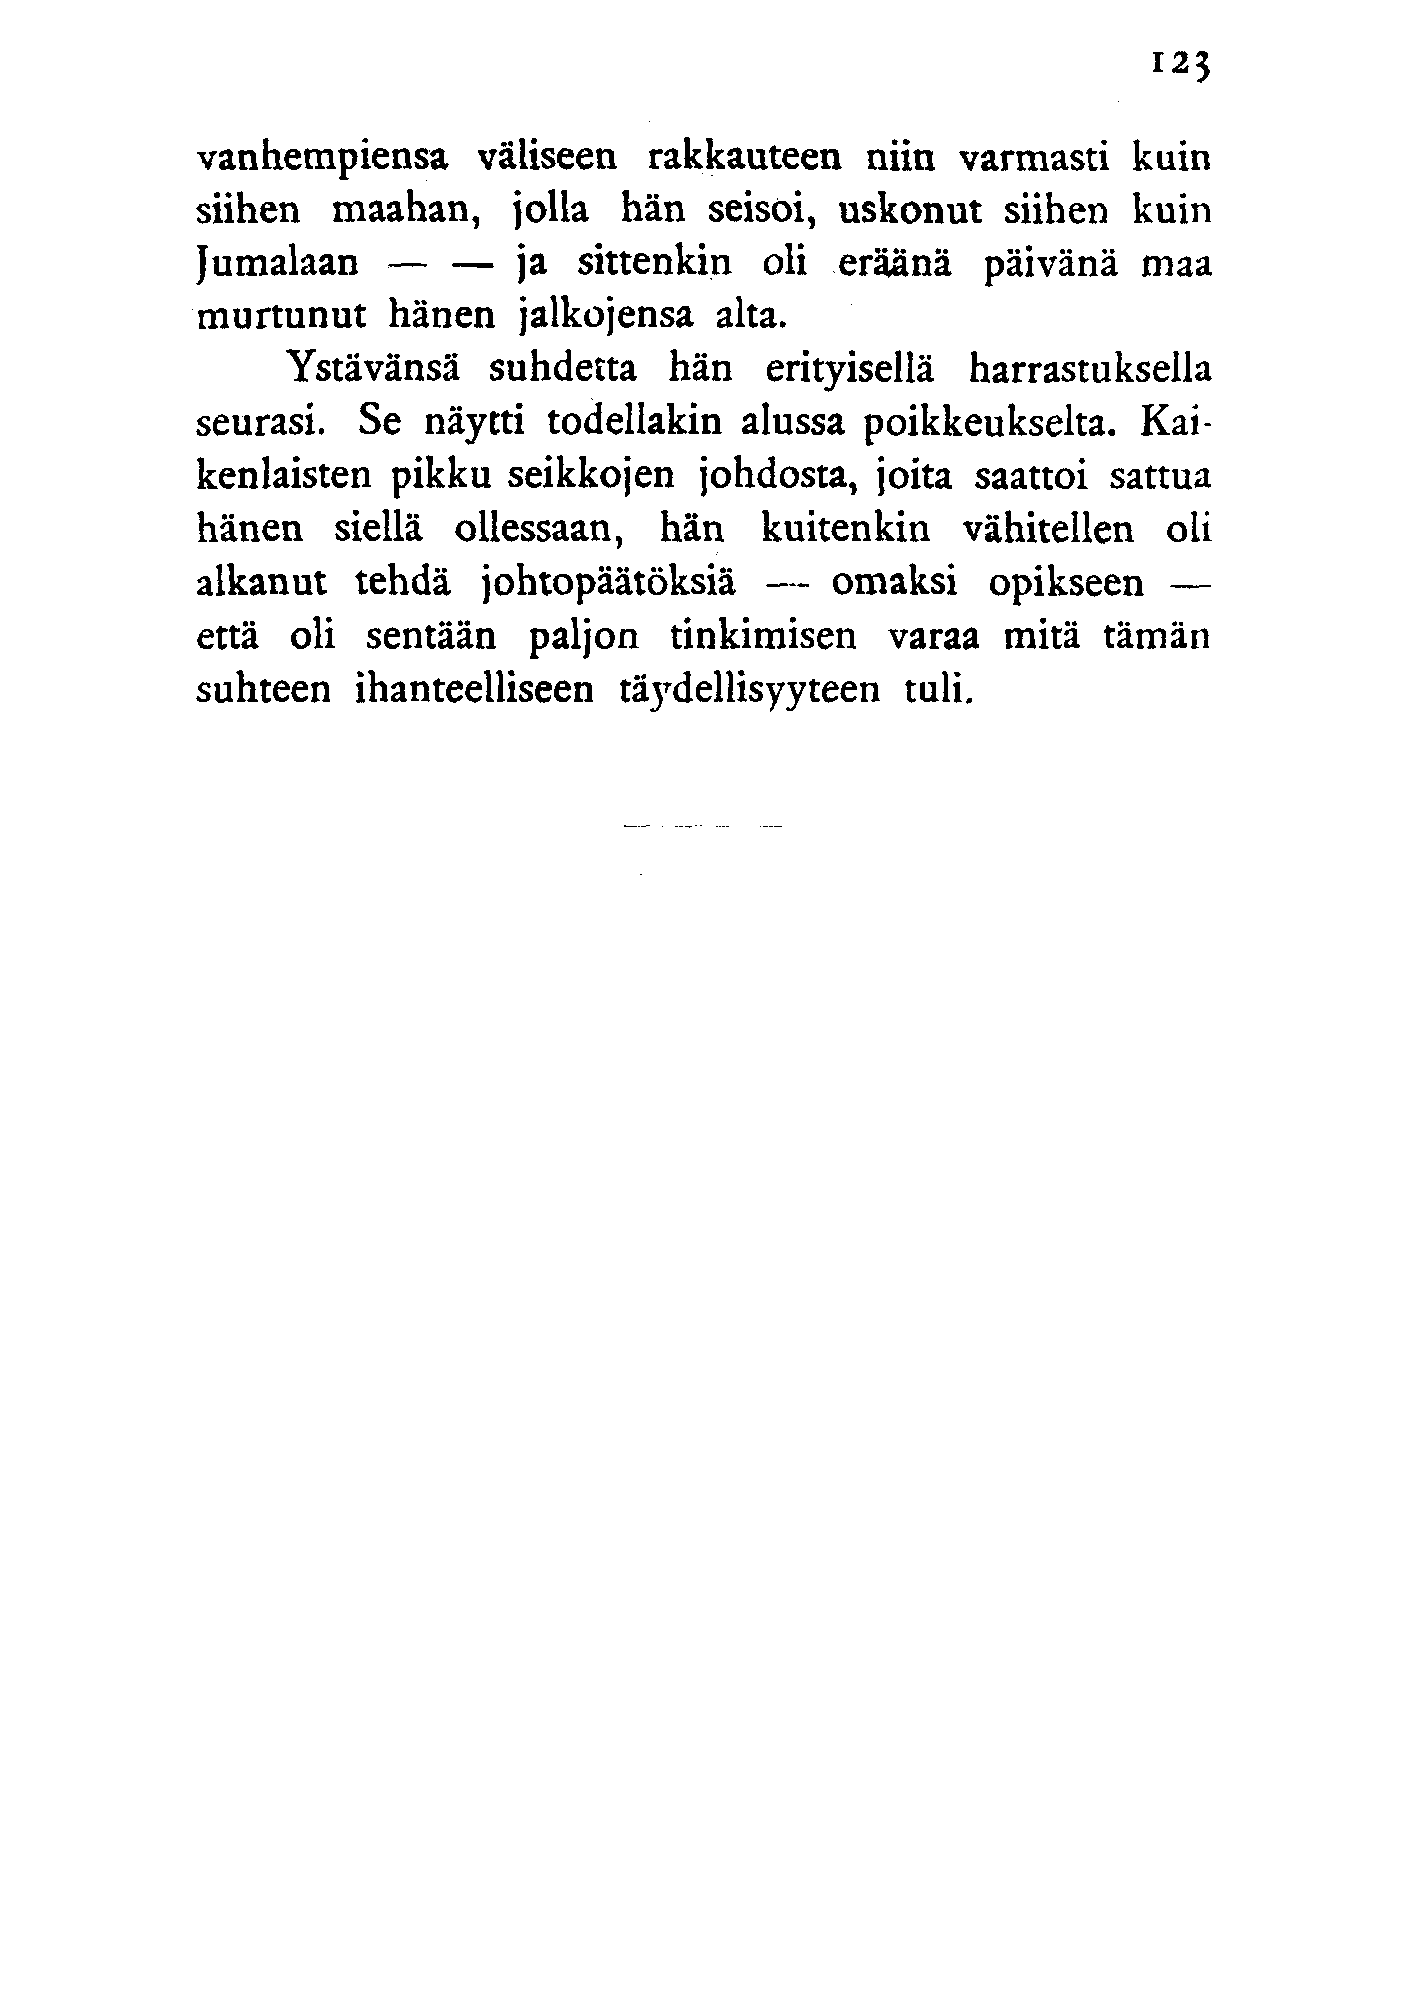 123
vanhempiensa väliseen rakkauteen niin varmasti kuin
siihen maahan, jolla hän seisoi, uskonut siihen kuin
Jumalaan — — ja sittenkin oli eräänä päivänä maa
murtunut hänen jalkojensa alta.
Ystävänsä suhdetta hän erityisellä harrastuksella
seurasi. Se näytti todellakin alussa poikkeukselta. Kai-
kenlaisten pikku seikkojen johdosta, joita saattoi sattua
hänen siellä ollessaan, hän kuitenkin vähitellen oli
alkanut tehdä johtopäätöksiä — omaksi opikseen —
että oli sentään paljon tinkimisen varaa mitä tämän
suhteen ihanteelliseen täydellisyyteen tuli.